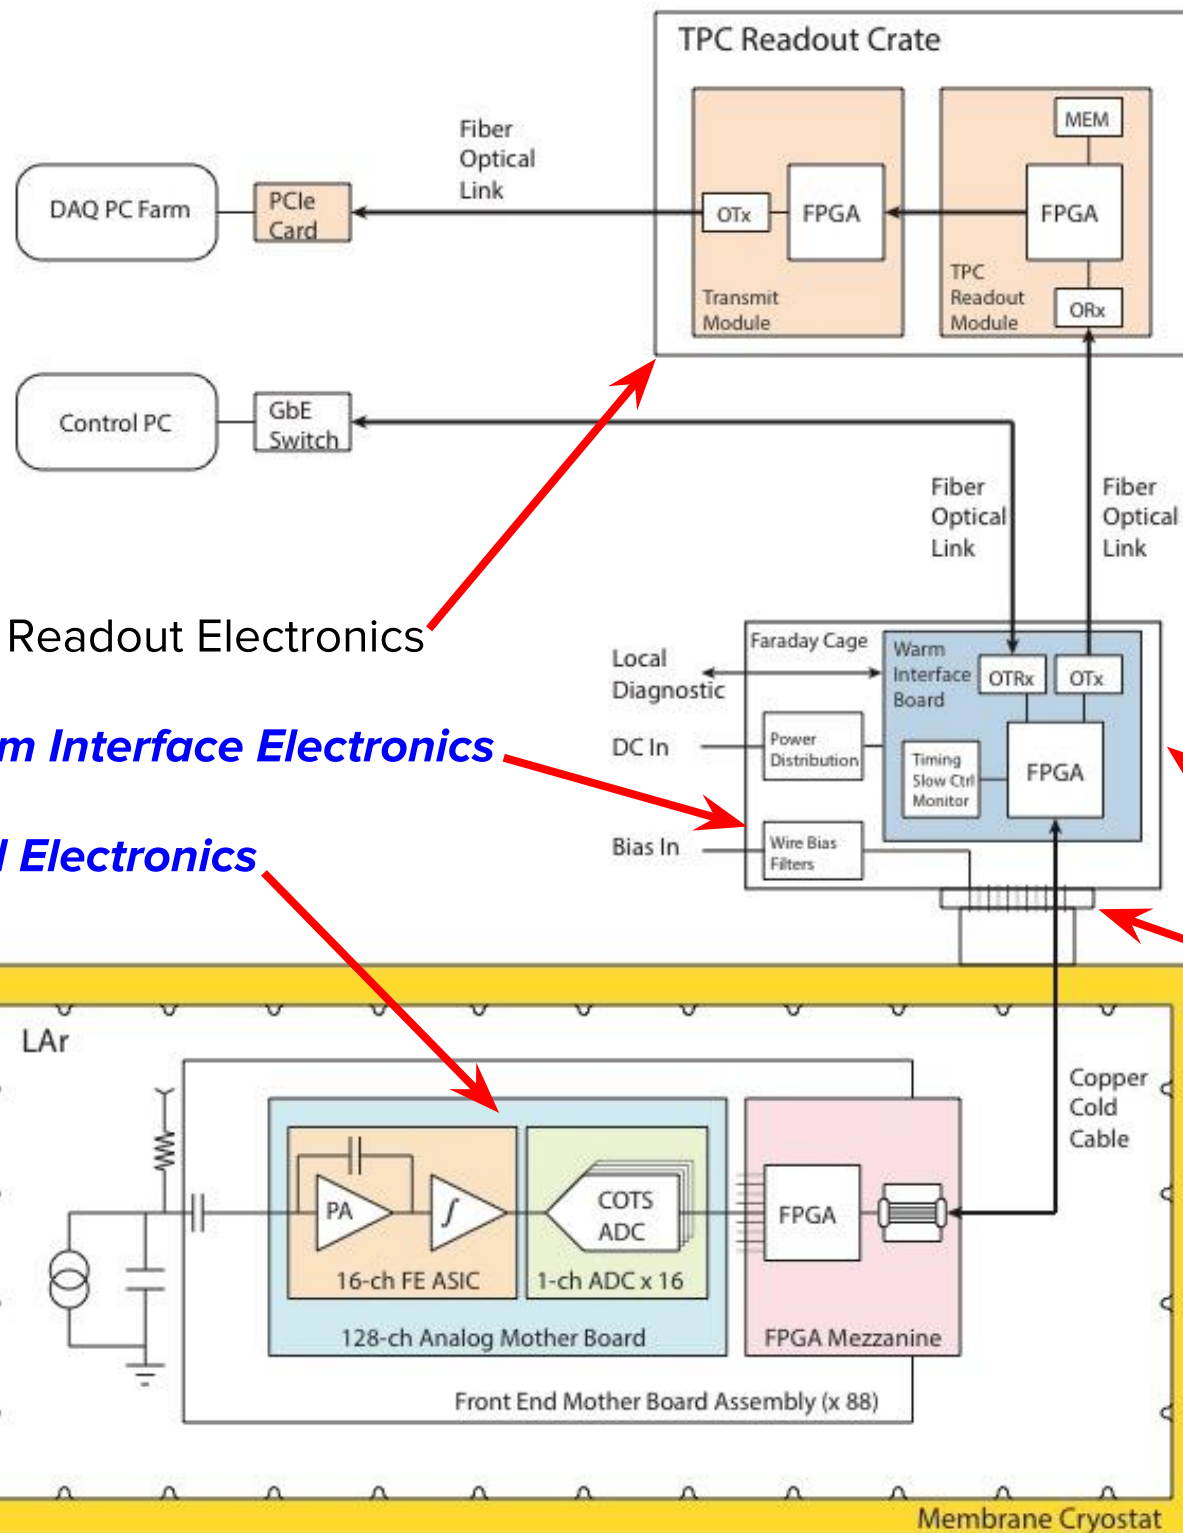 TPC Readout Crate
MEM
Fiber
Optical
Link
DAQ PC Farm
PCIe
Card
OTx
FPGA
FPGA
Transmit
Module
TPC
Readout
Module
ORx
Control PC
GbE
Switch
Fiber
Optical
Link
Fiber
Optical
Link
Readout Electronics
Faraday Cage
Warm
Interface
Board
Local
Diagnostic
OTRx
OTx
m Interface Electronics
DC In
Power
Distribution
Timing
Slow Ctrl
Monitor
FPGA
Bias In
Wire Bias
Filters
d Electronics
LAr
Copper
Cold
Cable
PA
∫
COTS
ADC
FPGA
16-ch FE ASIC
1-ch ADC x 16
128-ch Analog Mother Board
FPGA Mezzanine
Front End Mother Board Assembly (x 88)
Membrane Cryostat